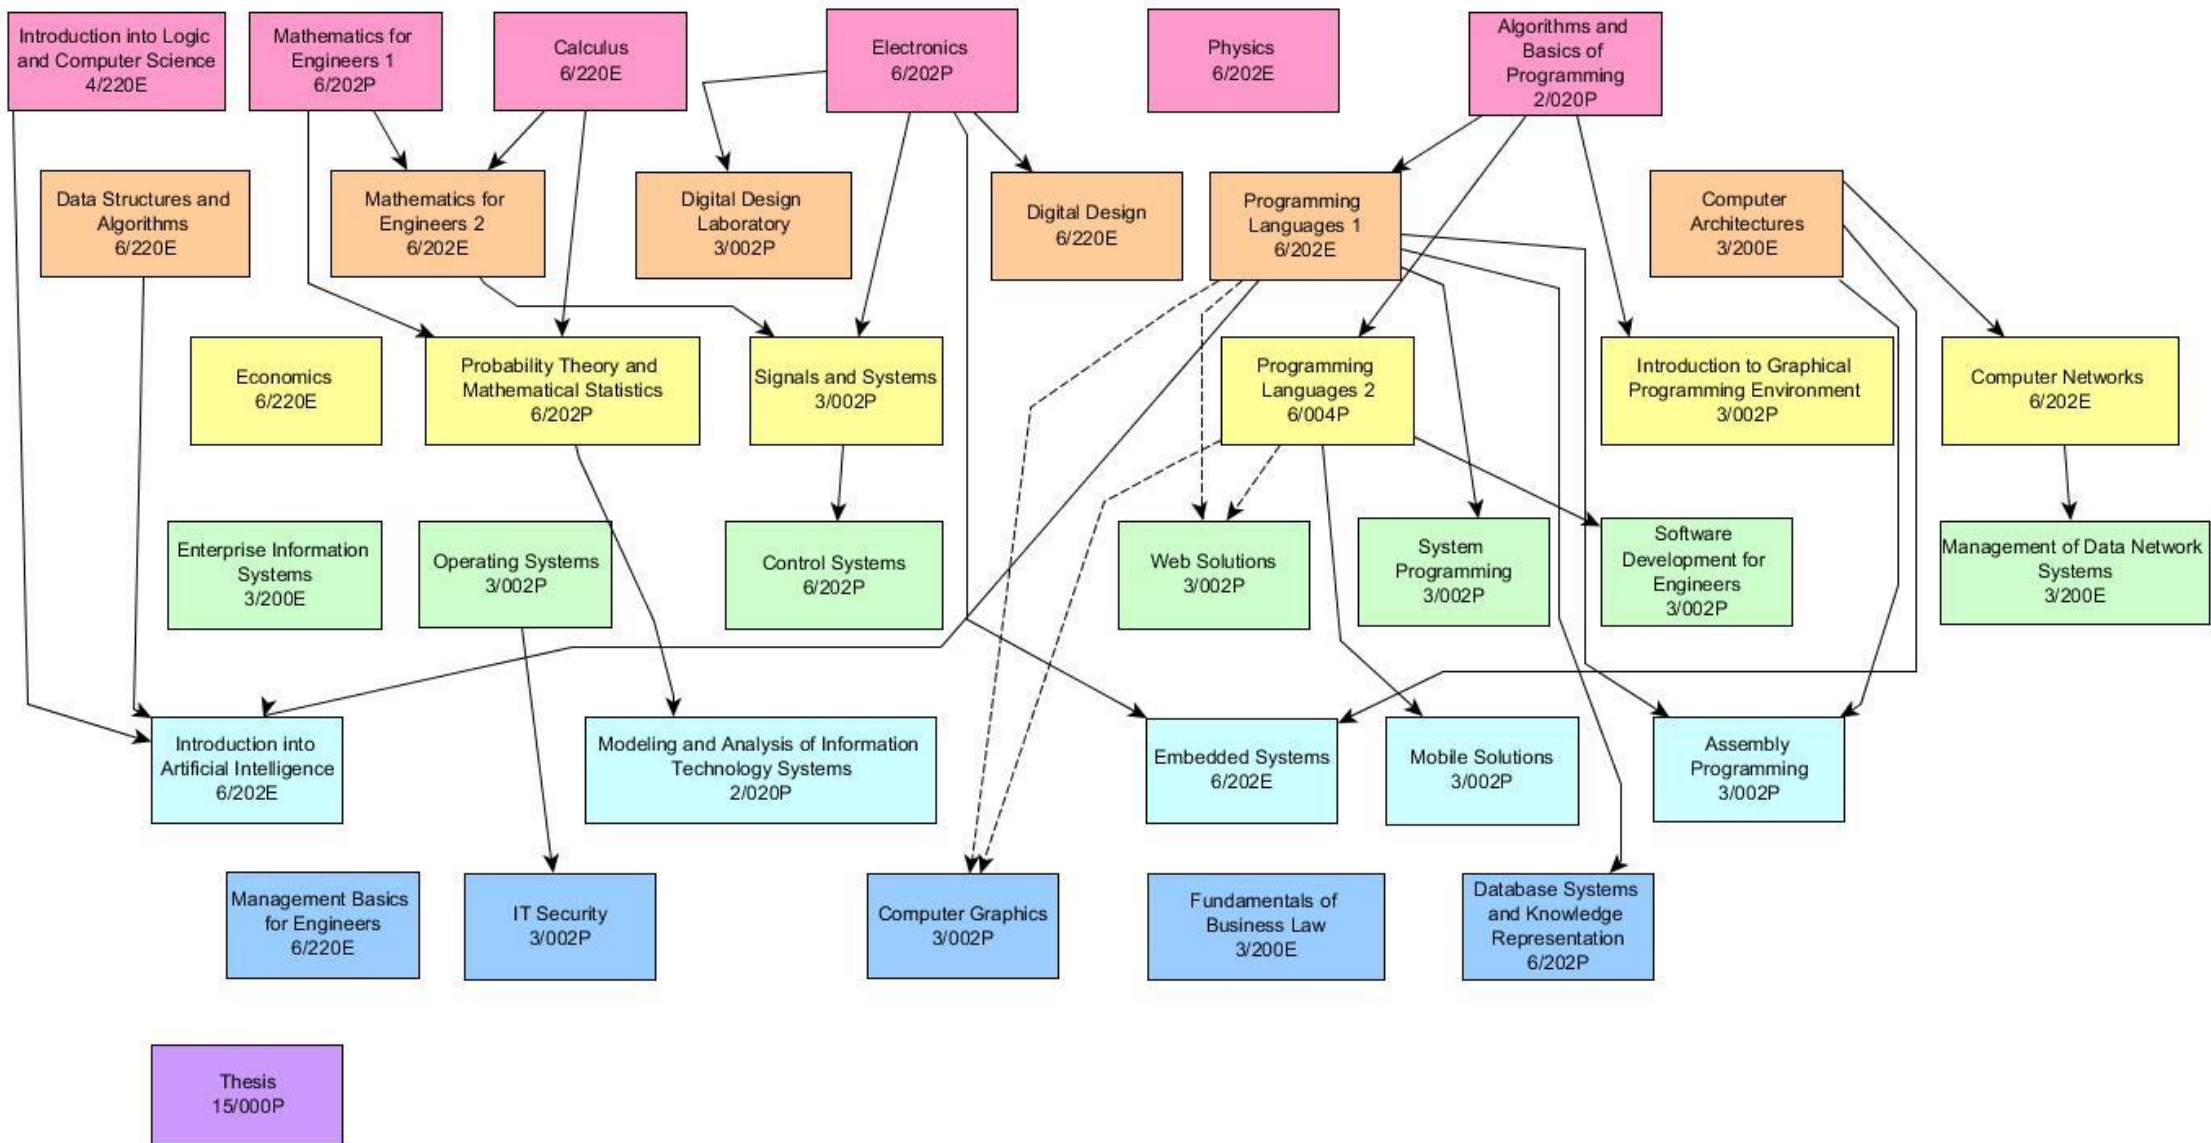 Introduction into Logic
and Computer Science
4/220E
Mathematics for
Engineers 1
6/202P
Calculus
6/220E
Electronics
6/202P
Physics
6/202E
Algorithms and
Basics of
Programming
2/020P
Data Structures and
Algorithms
6/220E
Mathematics for
Engineers 2
6/202E
Digital Design
Laboratory
3/002P
Digital Design
6/220E
Programming
Languages 1
6/202E
Computer
Architectures
3/200E
Economics
6/220E
Probability Theory and
Mathematical Statistics
6/202P
Signals and Systems
3/002P
Programming
Languages 2
6/004P
Introduction to Graphical
Programming Environment
3/002P
Computer Networks
6/202E
Enterprise Information
Systems
3/200E
Operating Systems
3/002P
Control Systems
6/202P
Web Solutions
3/002P
System
Programming
3/002P
Software
Development for
Engineers
3/002P
Management of Data Network
Systems
3/200E
Introduction into
Artificial Intelligence
6/202E
Modeling and Analysis of Information
Technology Systems
2/020P
Embedded Systems
6/202E
Mobile Solutions
3/002P
Assembly
Programming
3/002P
Management Basics
for Engineers
6/220E
IT Security
3/002P
Computer Graphics
3/002P
Fundamentals of
Business Law
3/200E
Database Systems
and Knowledge
Representation
6/202P
Thesis
15/000P